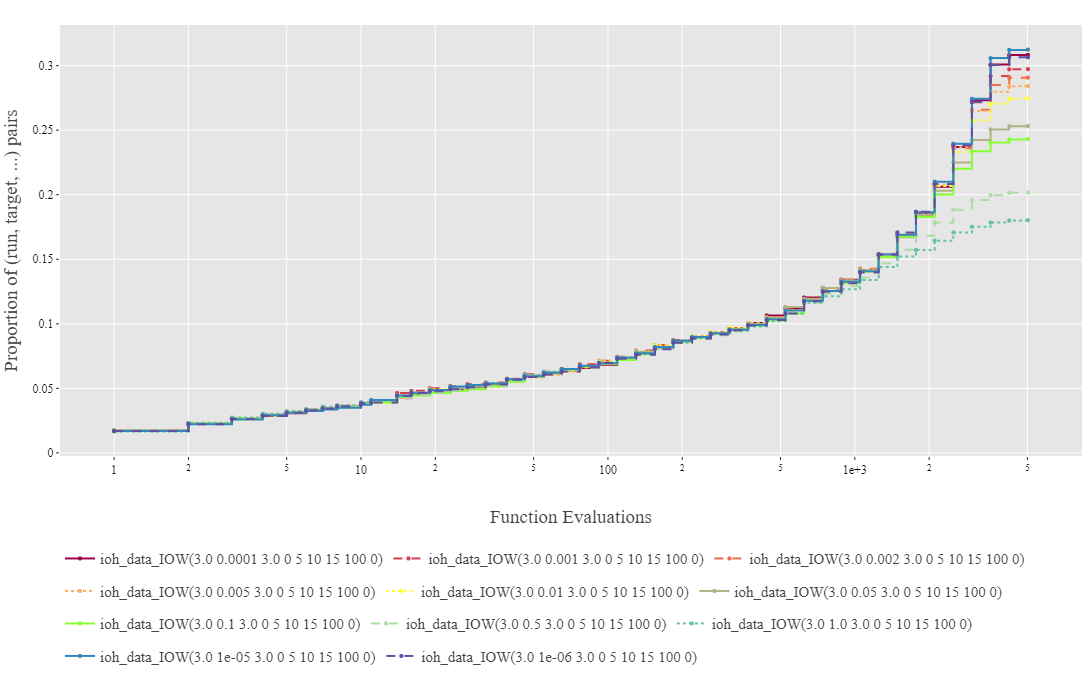 0.3
0.25
0.2
0.15
0.1
0.05
0
Proportion of (run, target, ...) pairs
1 2 5 10 2 5 100 2 5 1e+3 2 5
Function Evaluations
ioh_data_IOW(3.0 0.0001 3.0 0 5 10 15 100 0) ioh_data_IOW(3.0 0.001 3.0 0 5 10 15 100 0) ioh_data_IOW(3.0 0.002 3.0 0 5 10 15 100 0)
ioh_data_IOW(3.0 0.005 3.0 0 5 10 15 100 0) ioh_data_IOW(3.0 0.01 3.0 0 5 10 15 100 0) ioh_data_IOW(3.0 0.05 3.0 0 5 10 15 100 0)
ioh_data_IOW(3.0 0.1 3.0 0 5 10 15 100 0) ioh_data_IOW(3.0 0.5 3.0 0 5 10 15 100 0) ioh_data_IOW(3.0 1.0 3.0 0 5 10 15 100 0)
ioh_data_IOW(3.0 1e-05 3.0 0 5 10 15 100 0) ioh_data_IOW(3.0 1e-06 3.0 0 5 10 15 100 0)